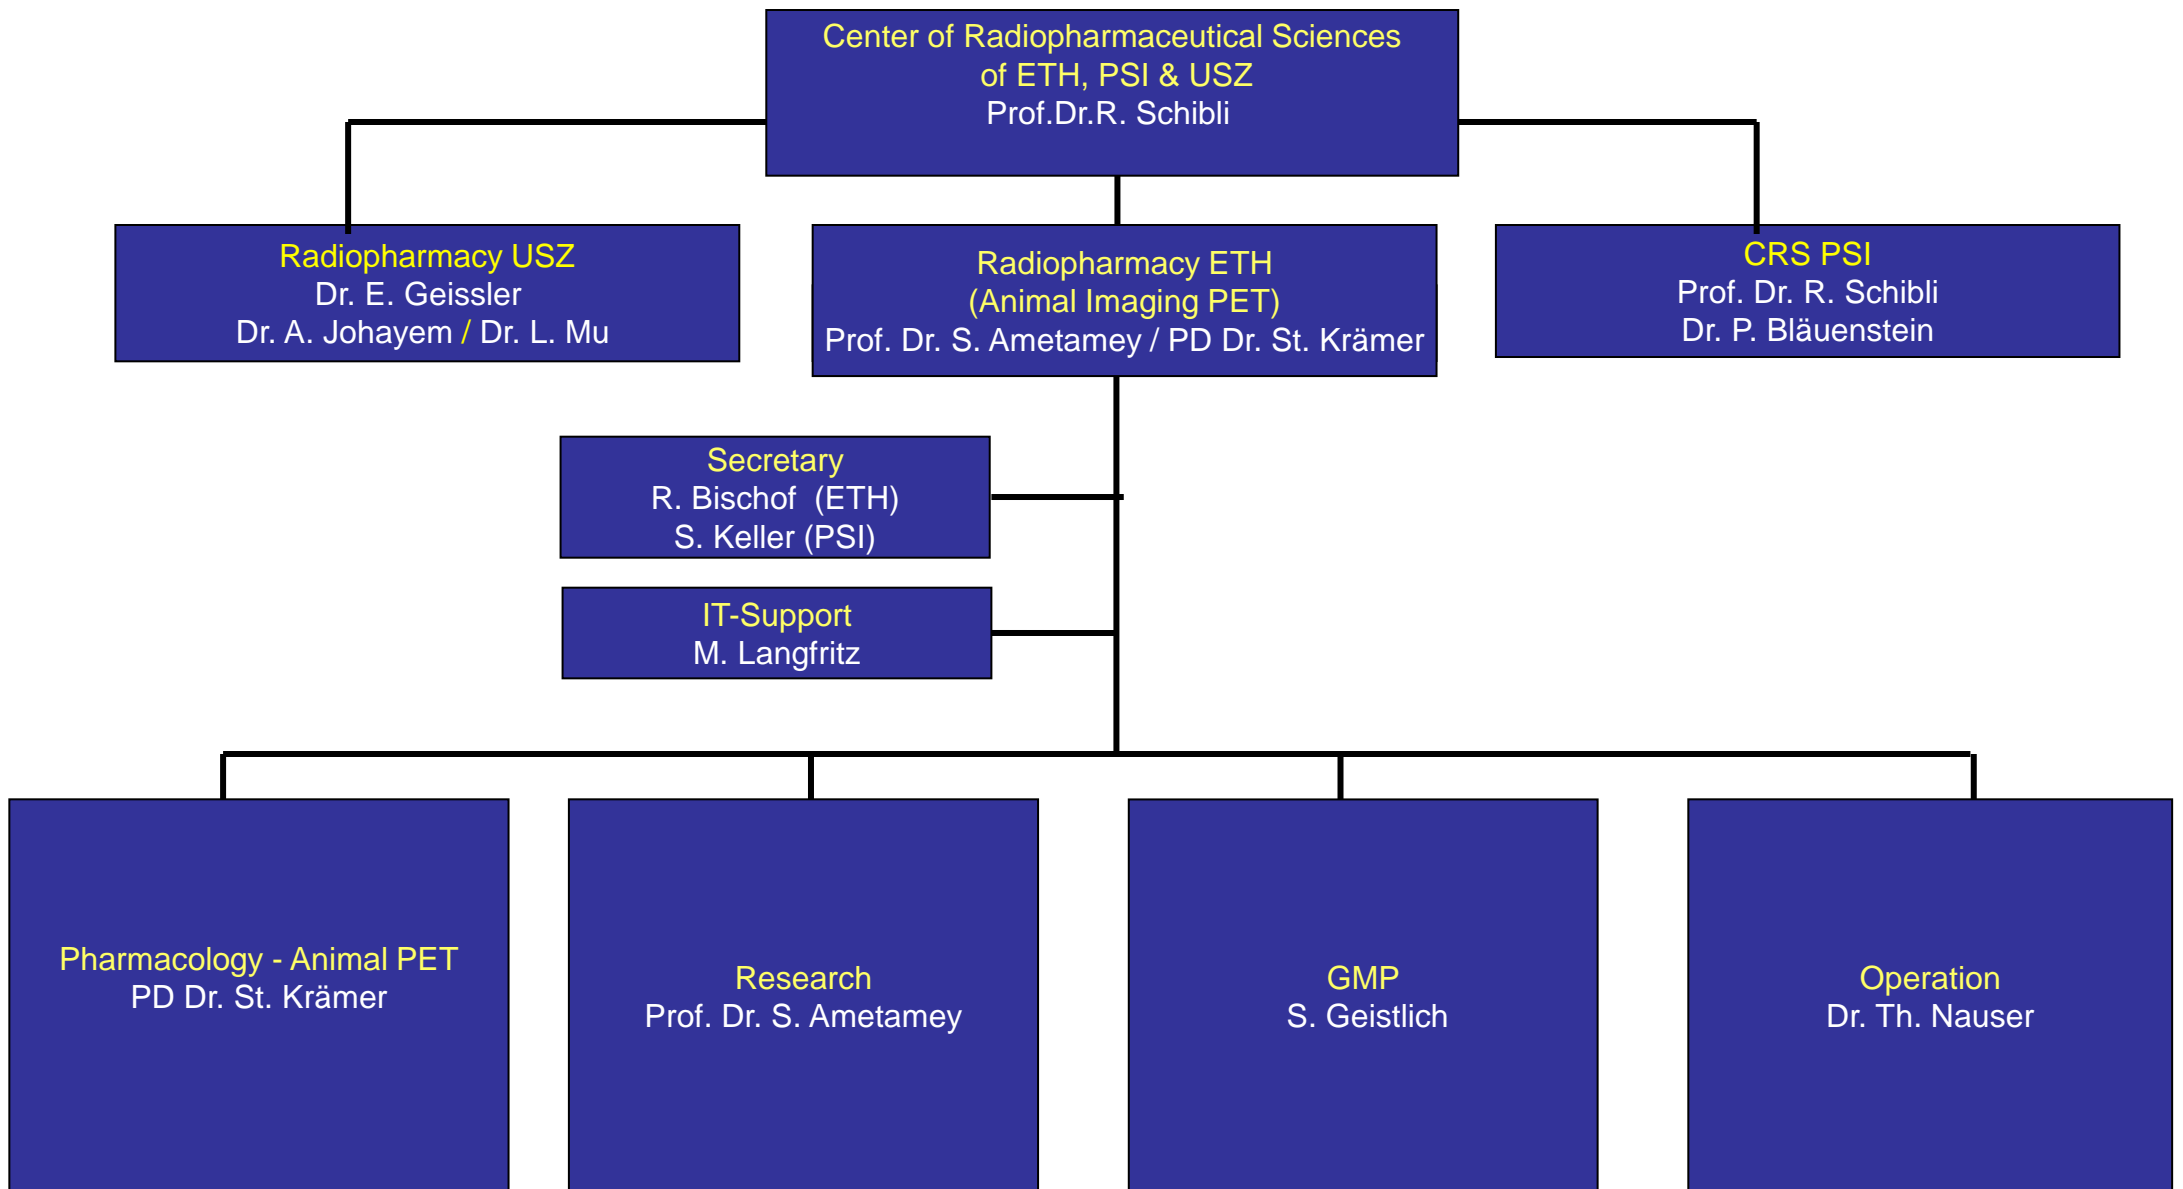 Center of Radiopharmaceutical Sciences
of ETH, PSI & USZ
Prof.Dr.R. Schibli
Radiopharmacy USZ
Dr. E. Geissler
Dr. A. Johayem / Dr. L. Mu
Radiopharmacy ETH
(Animal Imaging PET)
Prof. Dr. S. Ametamey / PD Dr. St. Krämer
CRS PSI
Prof. Dr. R. Schibli
Dr. P. Bläuenstein
Secretary
R. Bischof (ETH)
S. Keller (PSI)
IT-Support
M. Langfritz
Pharmacology - Animal PET
PD Dr. St. Krämer
Research
Prof. Dr. S. Ametamey
GMP
S. Geistlich
Operation
Dr. Th. Nauser